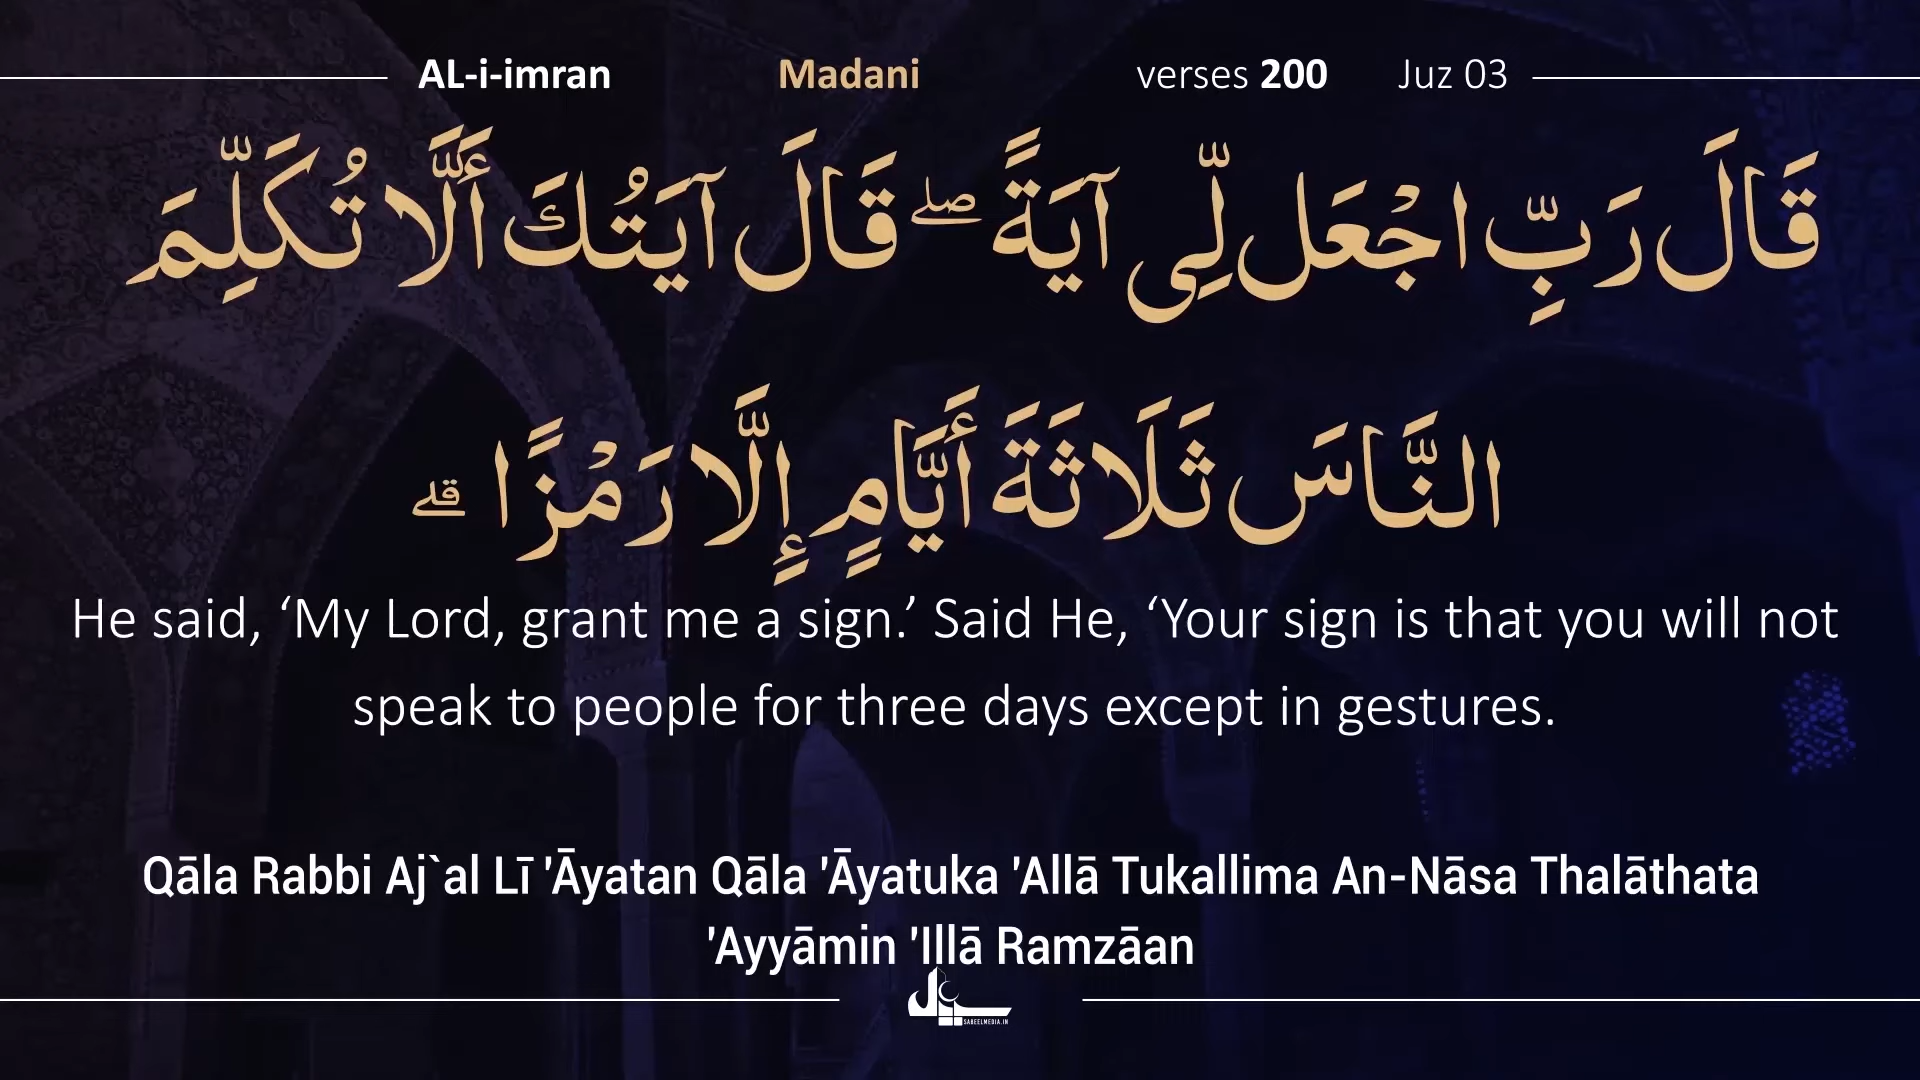 AL-i-imran Madani verses 200 Juz 03
قَالَ رَبِّ اجْعَل لِّي آيَةً ۖ قَالَ آيَتُكَ أَلَّا تُكَلِّمَ
النَّاسَ ثَلَاثَةَ أَيَّامٍ إِلَّا رَمْزًا ۗ
He said, ‘My Lord, grant me a sign.’ Said He, ‘Your sign is that you will not
speak to people for three days except in gestures.
Qāla Rabbi Aj`al Lī 'Āyatan Qāla 'Āyatuka 'Allā Tukallima An-Nāsa Thalāthata
'Ayyāmin 'Illā Ramzāan
SABEELMEDIA.IN